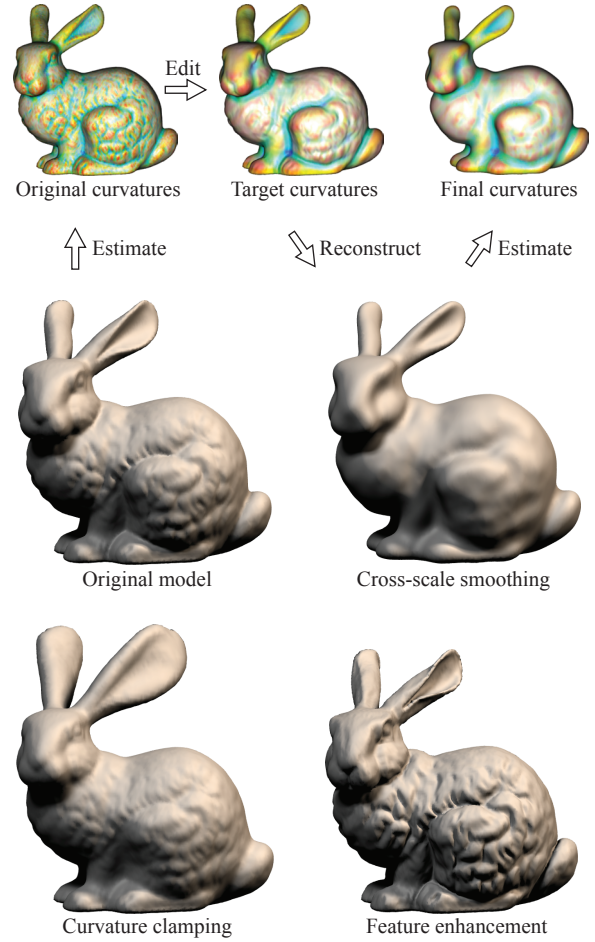 Edit
Original curvatures
Target curvatures
Final curvatures
Estimate
Reconstruct
Estimate
Original model
Cross-scale smoothing
Curvature clamping
Feature enhancement